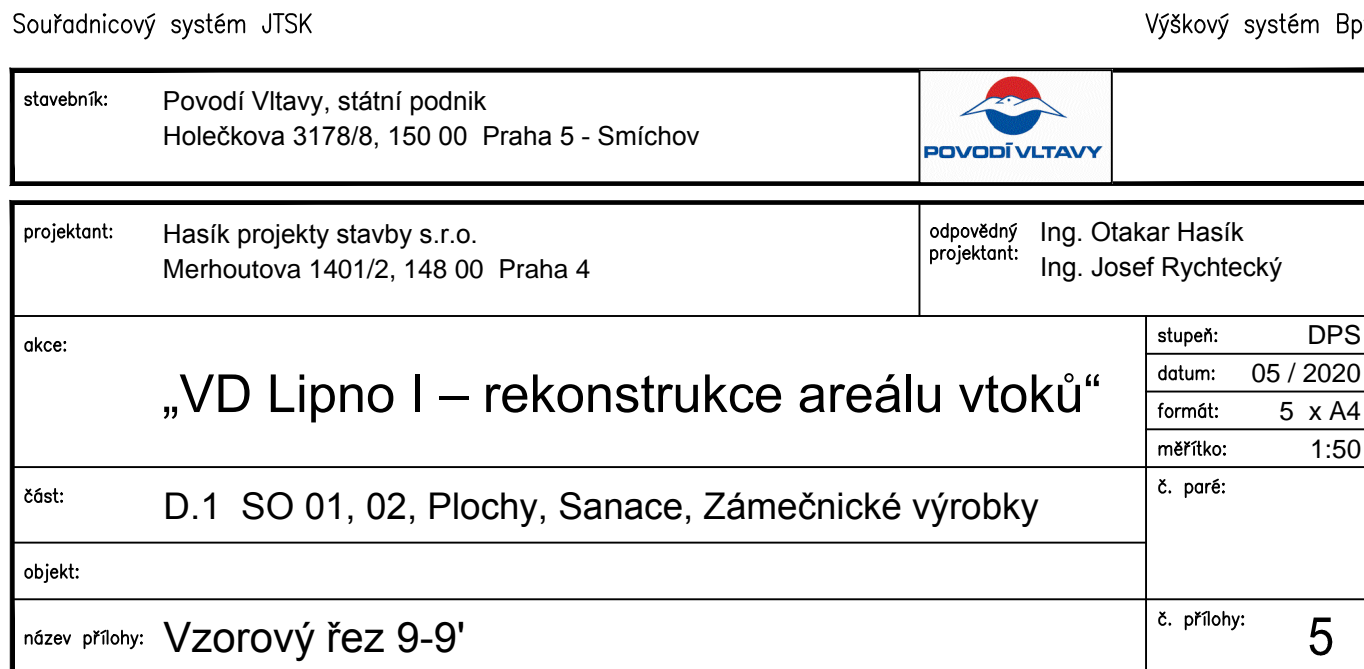 Souřadnicový systém JTSK
Výškový systém Bp
stavebník:
Povodí Vltavy, státní podnik
Holečkova 3178/8, 150 00 Praha 5 - Smíchov
POVODÍ VLTAVY
projektant:
Hasík projekty stavby s.r.o.
Merhoutova 1401/2, 148 00 Praha 4
odpovědný
projektant:
Ing. Otakar Hasík
Ing. Josef Rychtecký
akce:
„VD Lipno I – rekonstrukce areálu vtoků“
stupeň: DPS
datum: 05 / 2020
formát: 5 x A4
měřítko: 1:50
část:
D.1 SO 01, 02, Plochy, Sanace, Zámečnické výrobky
č. paré:
objekt:
název přílohy: Vzorový řez 9-9'
č. přílohy: 5